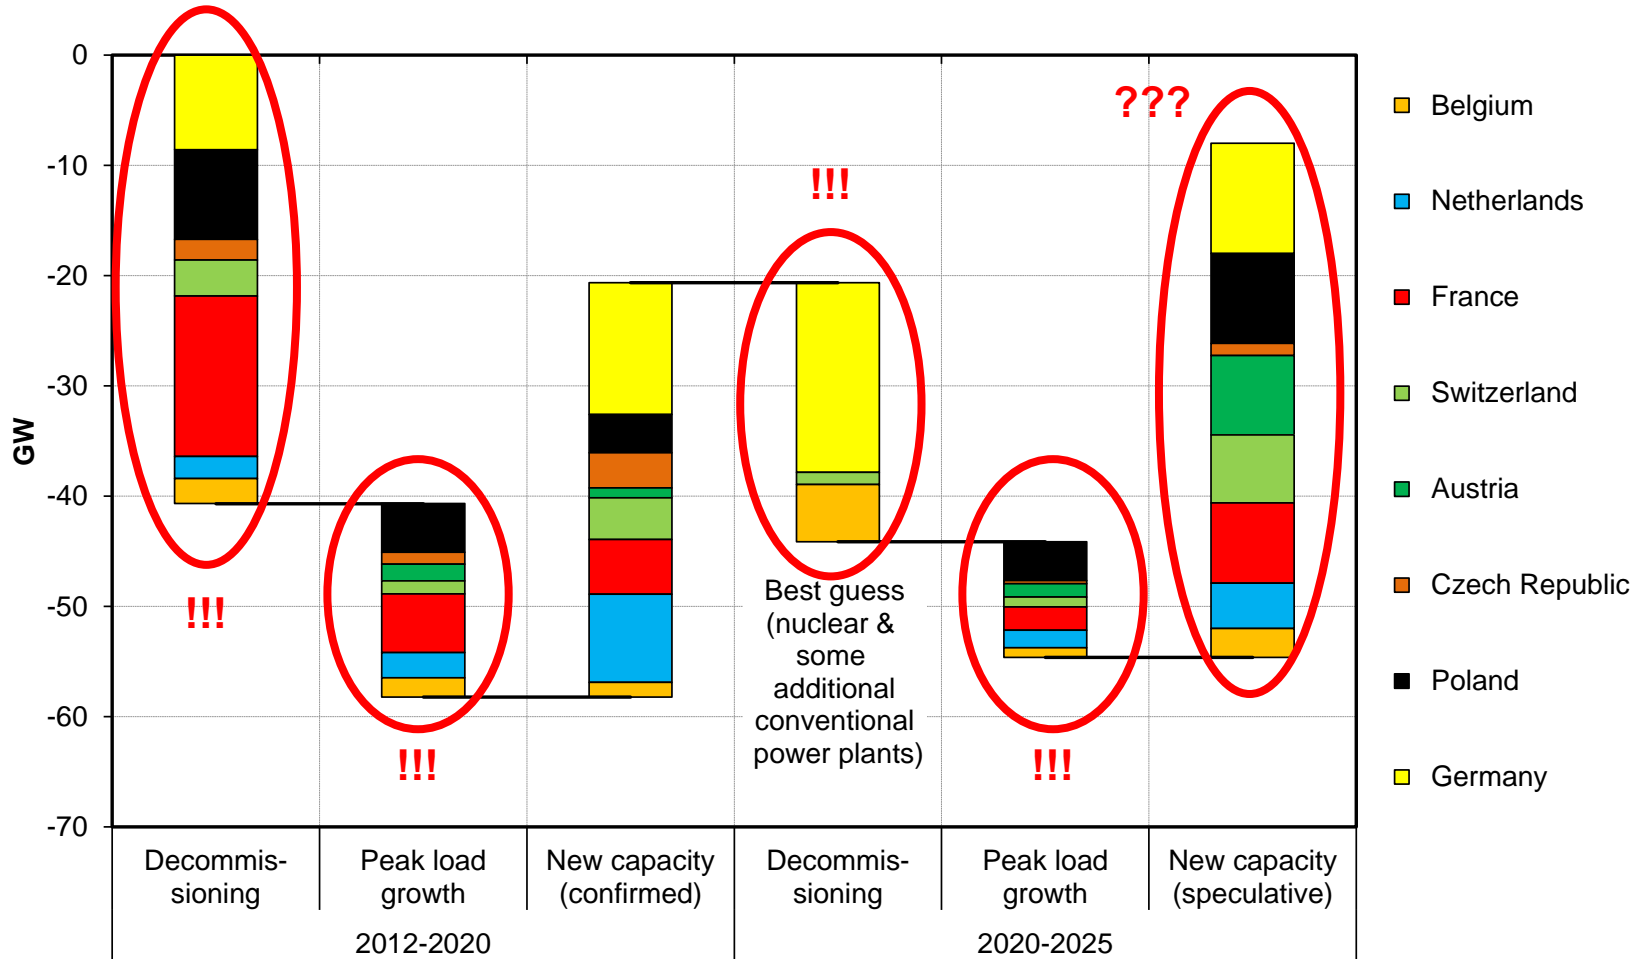 GW
0
-10
-20
-30
-40
-50
-60
-70
!!!
!!!
!!!
Best guess
(nuclear &
some
additional
conventional
power plants)
!!!
???
Belgium
Netherlands
France
Switzerland
Austria
Czech Republic
Poland
Germany
Decommis-
sioning
Peak load
growth
New capacity
(confirmed)
Decommis-
sioning
Peak load
growth
New capacity
(speculative)
2012-2020
2020-2025